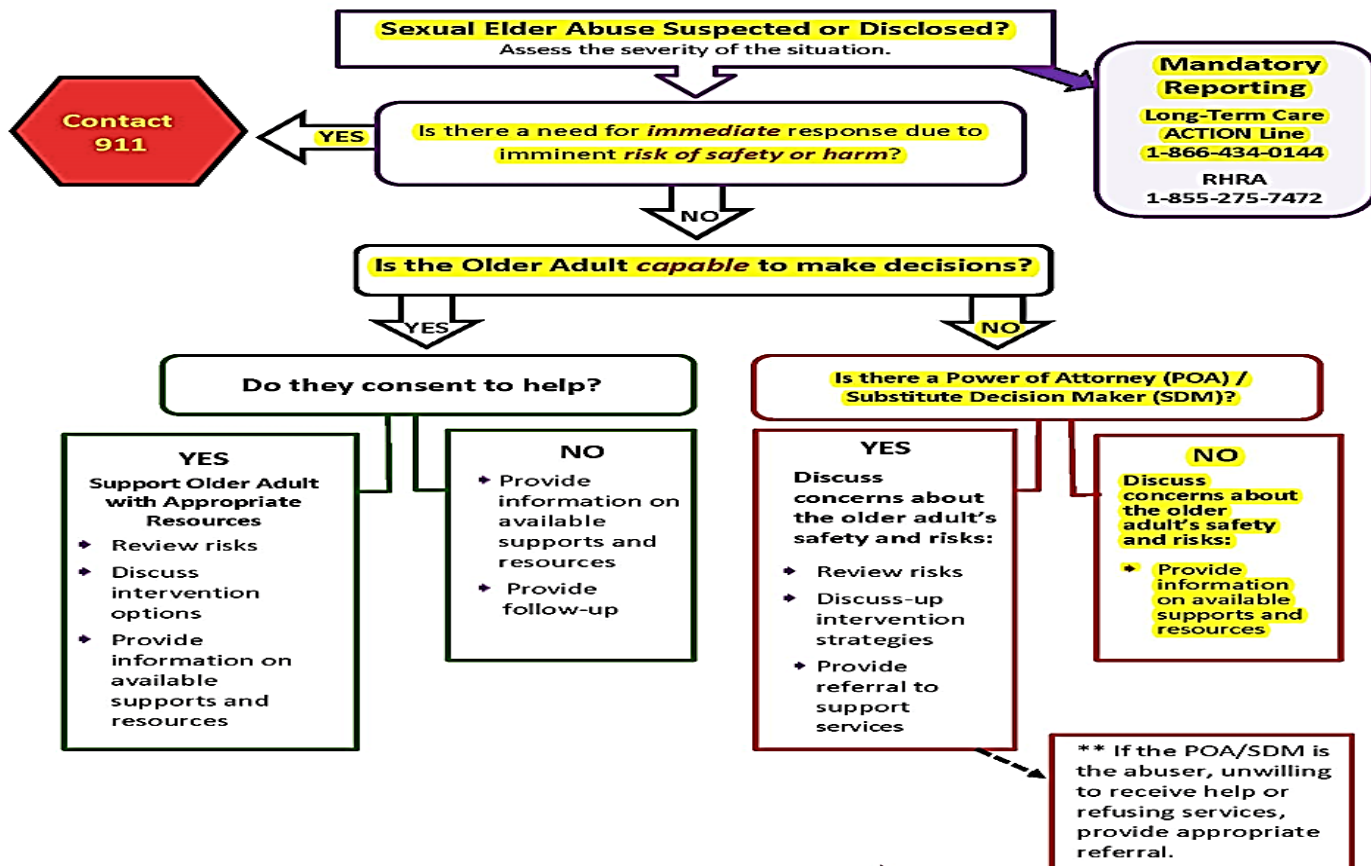 Sexual Elder Abuse Suspected or Disclosed?
Assess the severity of the situation.
Mandatory
Reporting
Long-Term Care
ACTION Line
1-866-434-0144
RHRA
1-855-275-7472
Contact
911
YES
Is there a need for immediate response due to
imminent risk of safety or harm?
NO
Is the Older Adult capable to make decisions?
YES
NO
Do they consent to help?
Is there a Power of Attorney (POA) /
Substitute Decision Maker (SDM)?
YES
Support Older Adult
with Appropriate
Resources
Review risks
Discuss
intervention
options
Provide
information on
available
supports and
resources
NO
Provide
information on
available
supports and
resources
Provide
follow-up
YES
Discuss
concerns about
the older adult's
safety and risks:
Review risks
Discuss-up
intervention
strategies
Provide
referral to
support
services
NO
Discuss
concerns about
the older
adult's safety
and risks:
Provide
information
on available
supports and
resources
** If the POA/SDM is
the abuser, unwilling
to receive help or
refusing services,
provide appropriate
referral.